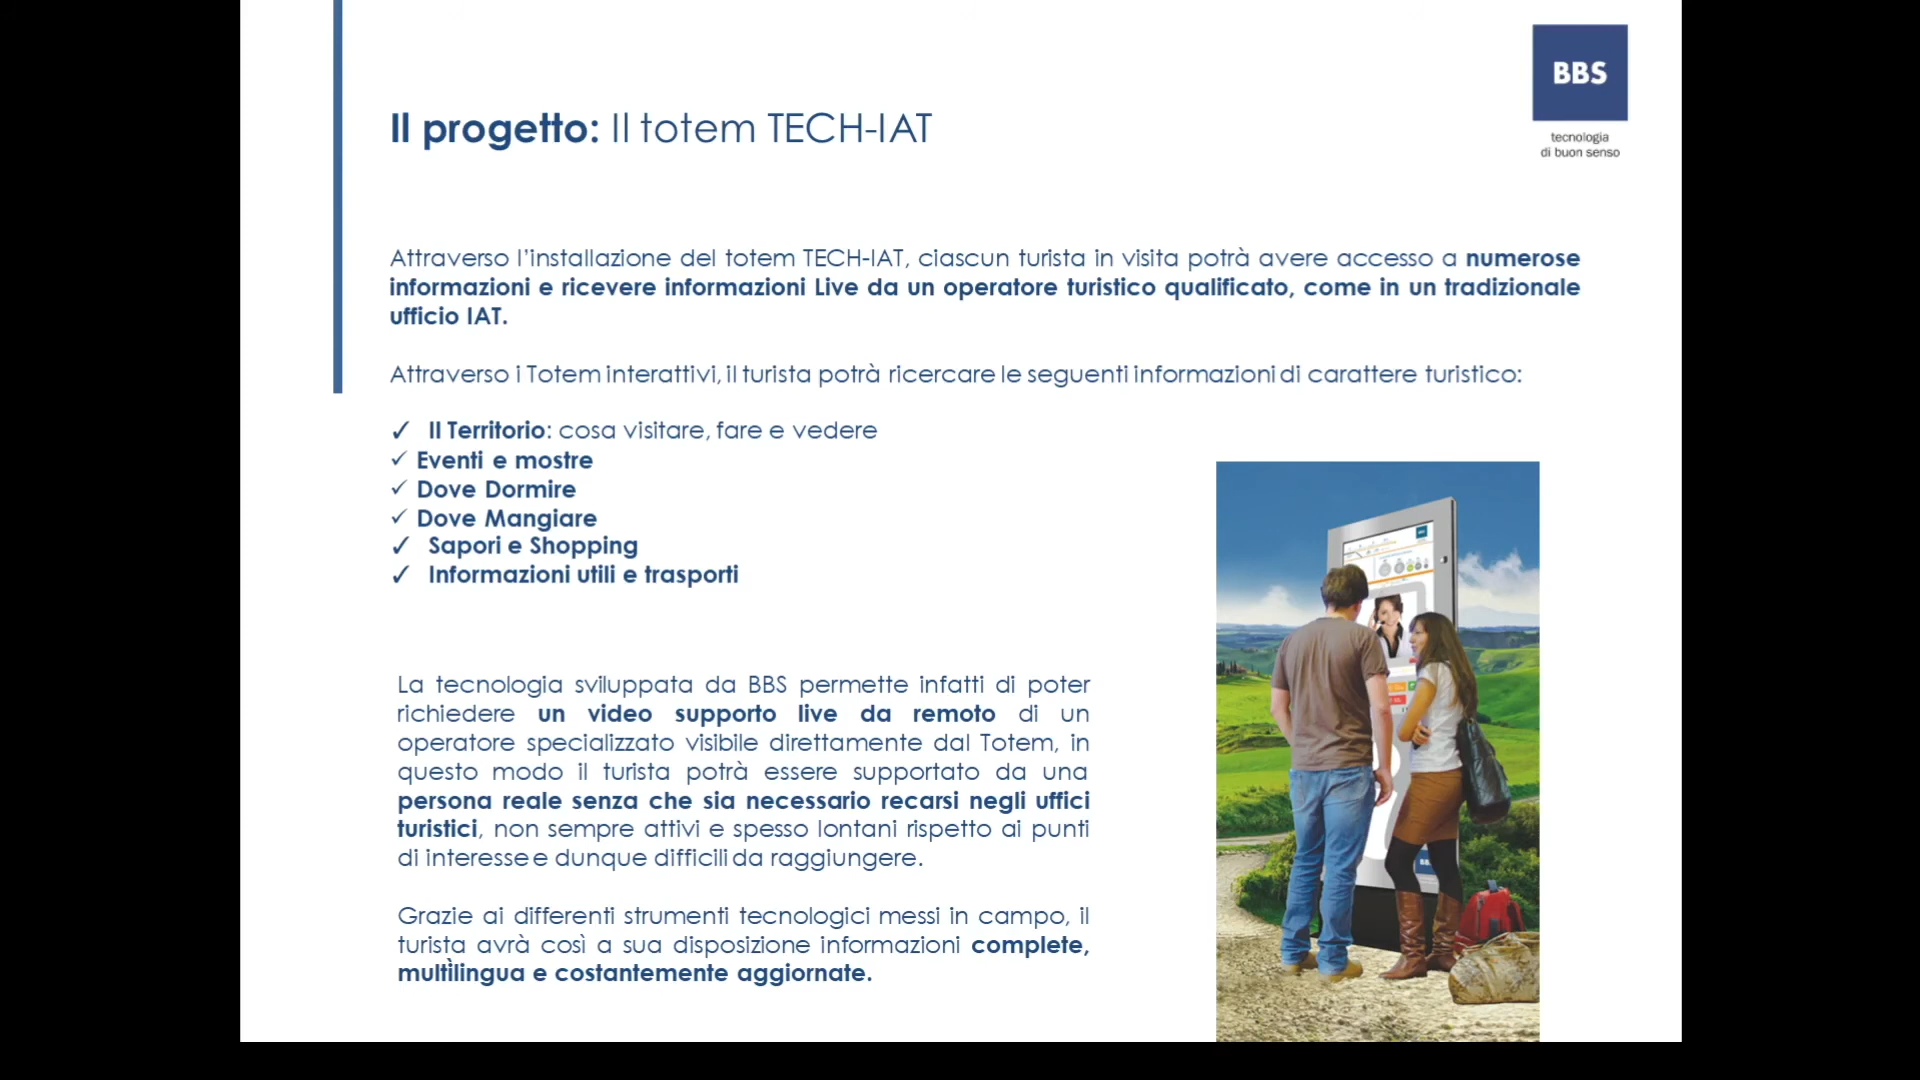 BBS
tecnologia
di buon senso
Il progetto: Il totem TECH-IAT
Attraverso l’installazione del totem TECH-IAT, ciascun turista in visita potrà avere accesso a numerose
informazioni e ricevere informazioni Live da un operatore turistico qualificato, come in un tradizionale
ufficio IAT.
Attraverso i Totem interattivi, il turista potrà ricercare le seguenti informazioni di carattere turistico:
✓ Il Territorio: cosa visitare, fare e vedere
✓ Eventi e mostre
✓ Dove Dormire
✓ Dove Mangiare
✓ Sapori e Shopping
✓ Informazioni utili e trasporti
La tecnologia sviluppata da BBS permette infatti di poter
richiedere un video supporto live da remoto di un
operatore specializzato visibile direttamente dal Totem, in
questo modo il turista potrà essere supportato da una
persona reale senza che sia necessario recarsi negli uffici
turistici, non sempre attivi e spesso lontani rispetto ai punti
di interesse e dunque difficili da raggiungere.
Grazie ai differenti strumenti tecnologici messi in campo, il
turista avrà così a sua disposizione informazioni complete,
multilingua e costantemente aggiornate.